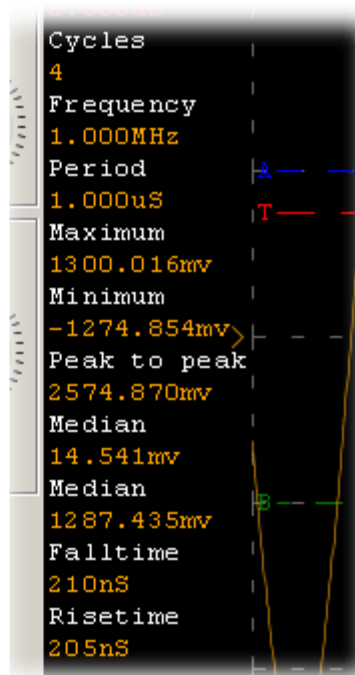 Cycles
4
Frequency
1.000MHz
Period
1.000uS
Maximum
1300.016mv
Minimum
-1274.854mv
Peak to peak
2574.870mv
Median
14.541mv
Median
1287.435mv
Falltime
210nS
Risetime
205nS
A
T
B